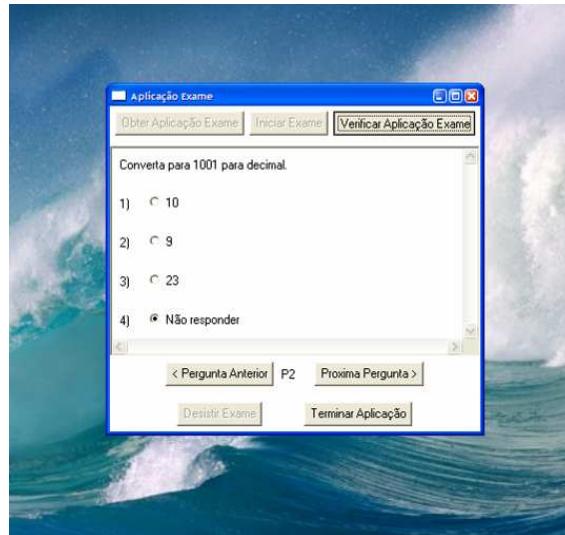 Aplicação Exame
Obter Aplicação Exame Iniciar Exame Verificar Aplicação Exame
Converta para 1001 para decimal.
1) 10
2) 9
3) 23
4) Não responder
< Pergunta Anterior P2 Proxima Pergunta >
Desistir Exame Terminar Aplicação